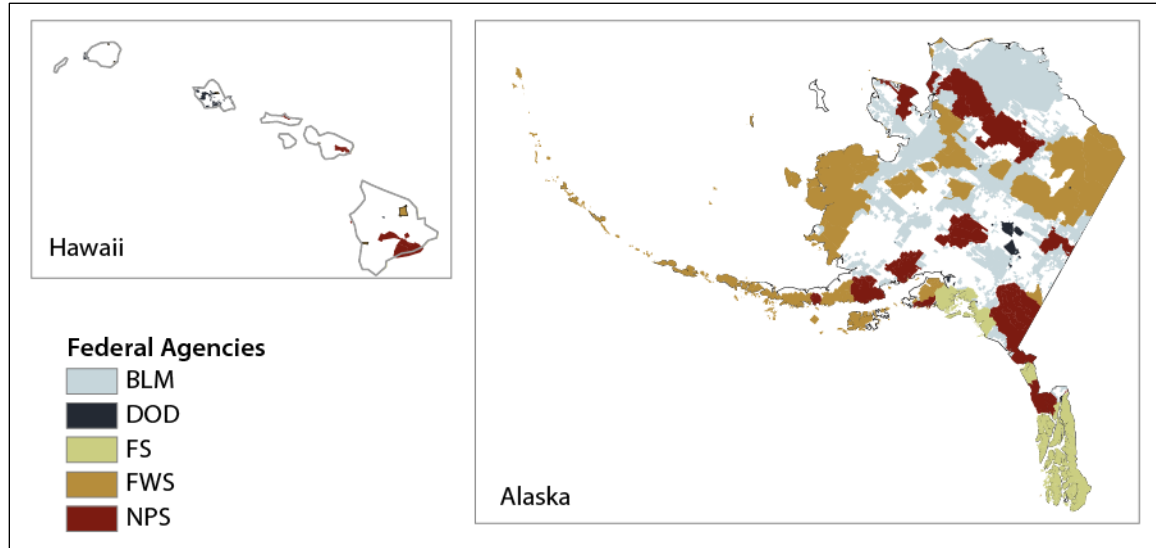 Hawaii
Federal Agencies
BLM
DOD
FS
FWS
NPS
Alaska